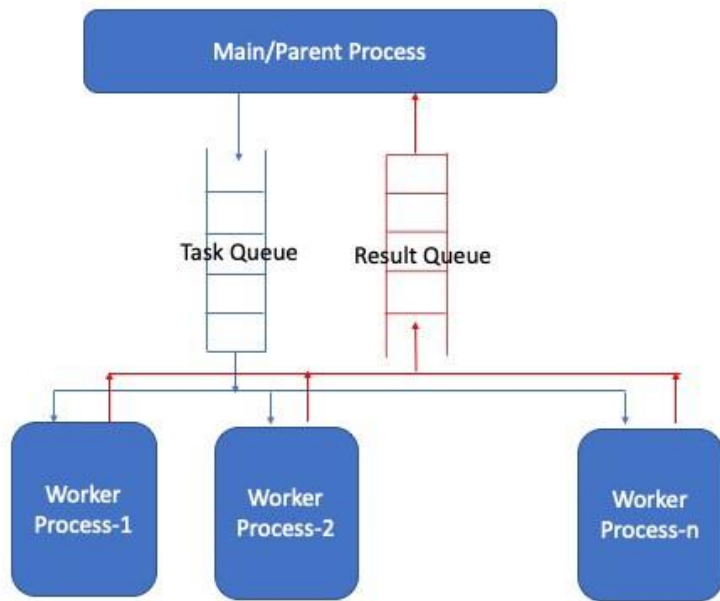 Main/Parent Process
Task Queue
Result Queue
Worker
Process-1
Worker
Process-2
Worker
Process-n